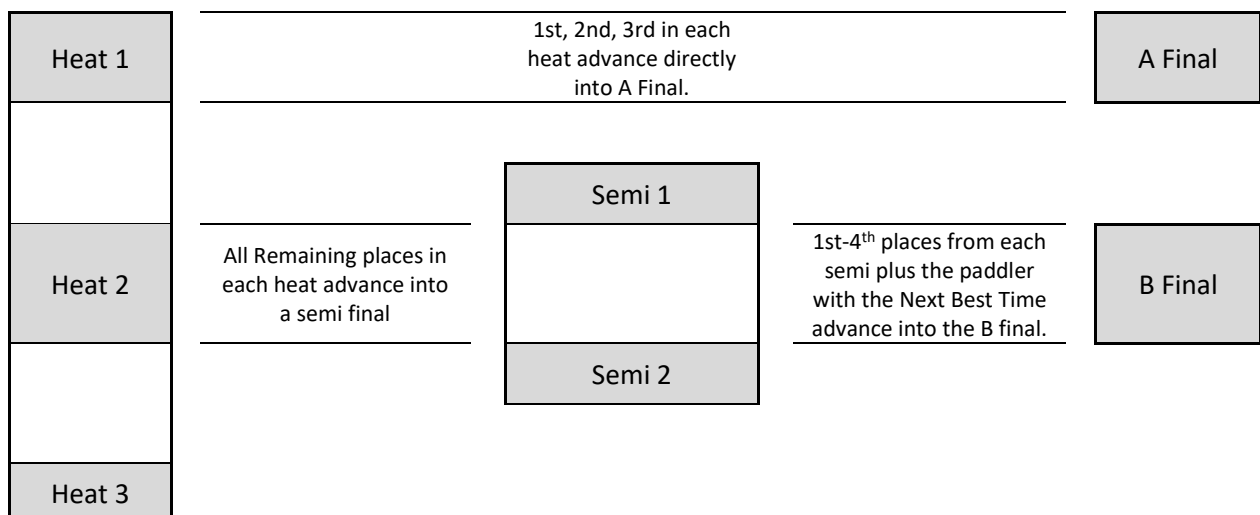 Heat 1
1st, 2nd, 3rd in each
heat advance directly
into A Final.
A Final
Semi 1
Heat 2
All Remaining places in
each heat advance into
a semi final
1st-4th places from each
semi plus the paddler
with the Next Best Time
advance into the B final.
B Final
Semi 2
Heat 3